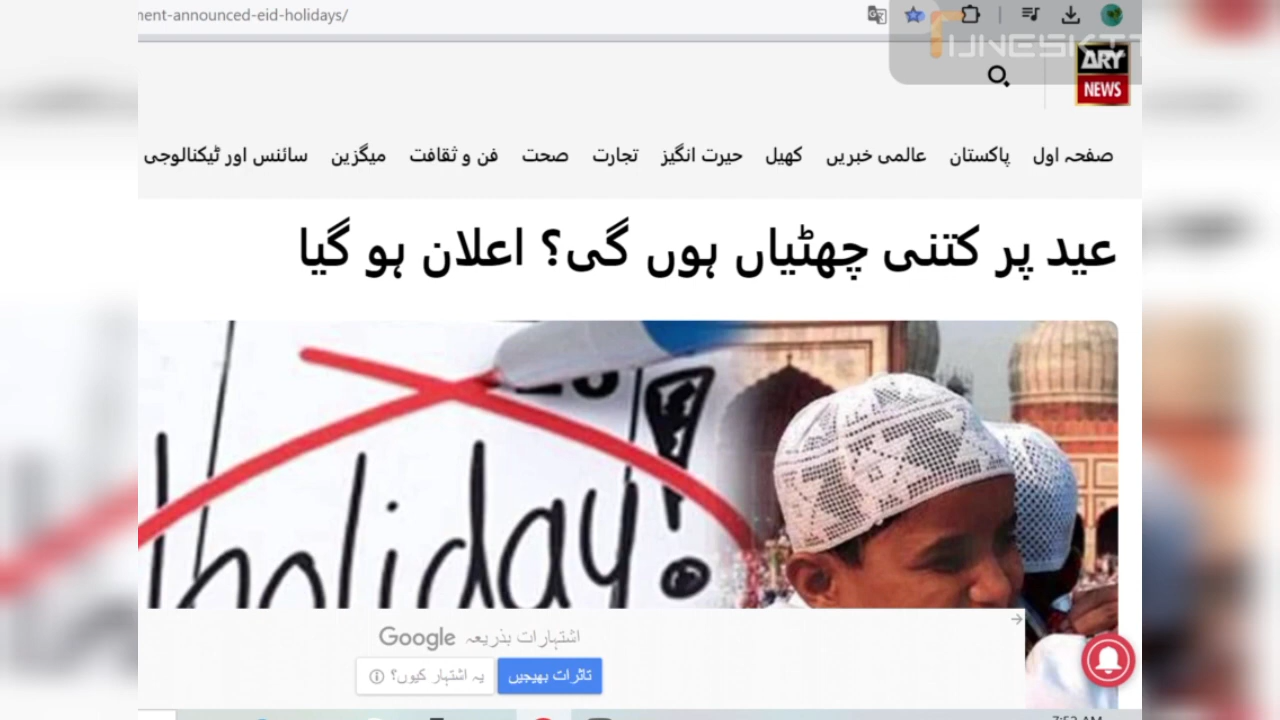 nent-announced-eid-holidays/
TUNESKIT
ARY
NEWS
صفحہ اول پاکستان عالمی خبریں کھیل حیرت انگیز تجارت صحت فن و ثقافت میگزین سائنس اور ٹیکنالوجی
عید پر کتنی چھٹیاں ہوں گی؟ اعلان ہو گیا
holiday!
اشتہارات بذریعہ Google
تاثرات بھیجیں
یہ اشتہار کیوں؟